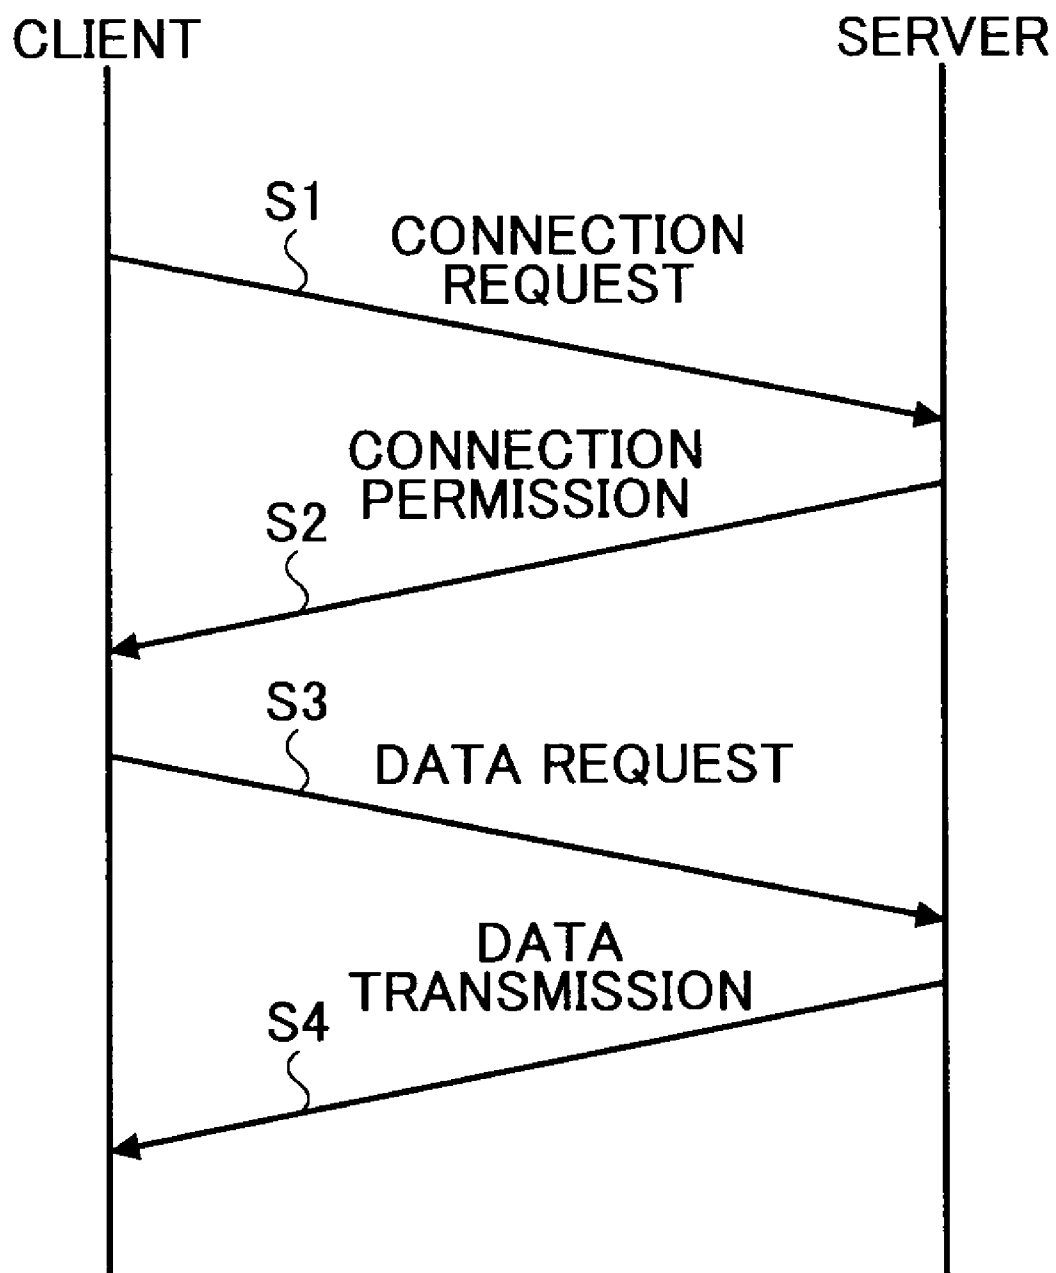 CLIENT
SERVER
S1
CONNECTION
REQUEST
CONNECTION
PERMISSION
S2
S3
DATA REQUEST
DATA
TRANSMISSION
S4